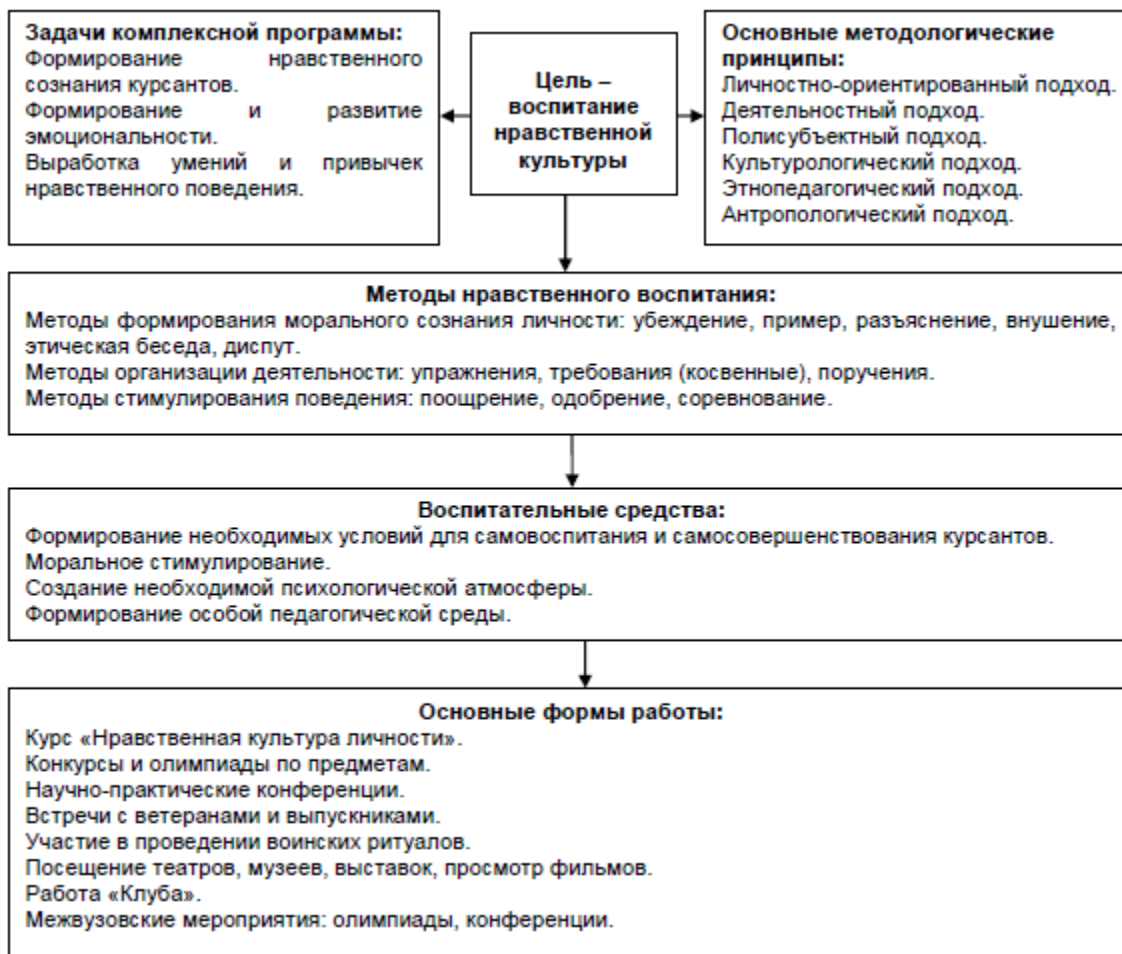 Задачи комплексной программы:
Формирование нравственного
сознания курсантов.
Формирование и развитие
эмоциональности.
Выработка умений и привычек
нравственного поведения.
Цель –
воспитание
нравственной
культуры
Основные методологические
принципы:
Личностно-ориентированный подход.
Деятельностный подход.
Полисубъектный подход.
Культурологический подход.
Этнопедагогический подход.
Антропологический подход.
Методы нравственного воспитания:
Методы формирования морального сознания личности: убеждение, пример, разъяснение, внушение,
этическая беседа, диспут.
Методы организации деятельности: упражнения, требования (косвенные), поручения.
Методы стимулирования поведения: поощрение, одобрение, соревнование.
Воспитательные средства:
Формирование необходимых условий для самовоспитания и самосовершенствования курсантов.
Моральное стимулирование.
Создание необходимой психологической атмосферы.
Формирование особой педагогической среды.
Основные формы работы:
Курс «Нравственная культура личности».
Конкурсы и олимпиады по предметам.
Научно-практические конференции.
Встречи с ветеранами и выпускниками.
Участие в проведении воинских ритуалов.
Посещение театров, музеев, выставок, просмотр фильмов.
Работа «Клуба».
Межвузовские мероприятия: олимпиады, конференции.